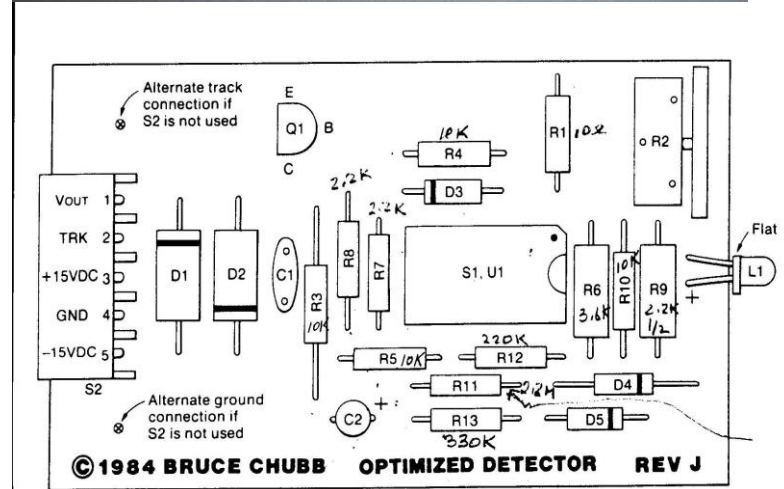 Alternate track
connection if
S2 is not used
E
Q1
B
C
18K
R4
R1
10Ω
R2
D3
2.2K
2.2K
VOUT 1
TRK 2
+15VDC 3
GND 4
-15VDC 5
S2
D1
D2
C1
R3
10K
R8
R7
S1, U1
R6
3.6K
R10
10K
R9
2.2K
1/2
Flat
L1
+
R5 10K
220K
R12
R11
2.2M
D4
Alternate ground
connection if
S2 is not used
+
C2
R13
330K
D5
© 1984 BRUCE CHUBB OPTIMIZED DETECTOR REV J